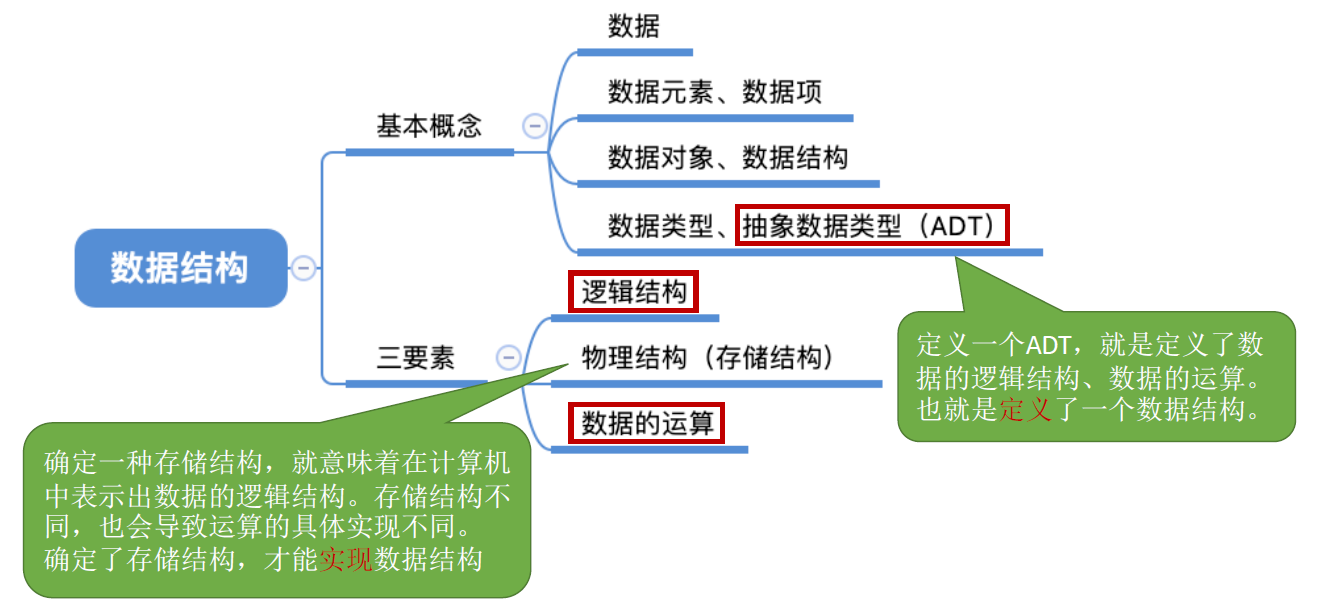 数据结构
基本概念
数据
数据元素、数据项
数据对象、数据结构
数据类型、抽象数据类型（ADT）
三要素
逻辑结构
物理结构（存储结构）
数据的运算
定义一个ADT，就是定义了数
据的逻辑结构、数据的运算。
也就是定义了一个数据结构。
确定一种存储结构，就意味着在计算机
中表示出数据的逻辑结构。存储结构不
同，也会导致运算的具体实现不同。
确定了存储结构，才能实现数据结构